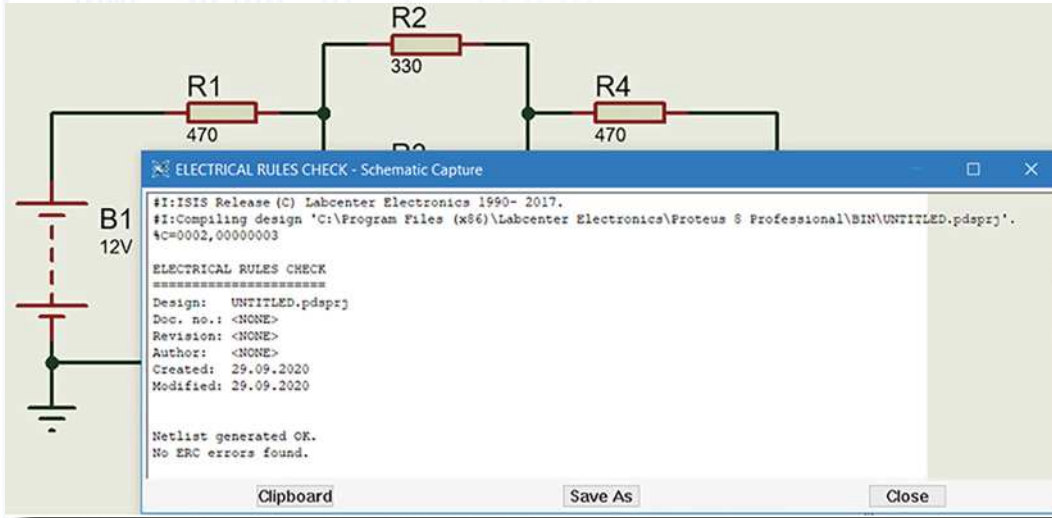 R2
330
R1
470
R4
470
B1
12V
ELECTRICAL RULES CHECK - Schematic Capture
#I:ISIS Release (C) Labcenter Electronics 1990- 2017.
#I:Compiling design 'C:\Program Files (x86)\Labcenter Electronics\Proteus 8 Professional\BIN\UNTITLED.pdsprj'.
%C=0002,00000003
ELECTRICAL RULES CHECK
======================
Design: UNTITLED.pdsprj
Doc. no.: <NONE>
Revision: <NONE>
Author: <NONE>
Created: 29.09.2020
Modified: 29.09.2020
Netlist generated OK.
No ERC errors found.
Clipboard
Save As
Close